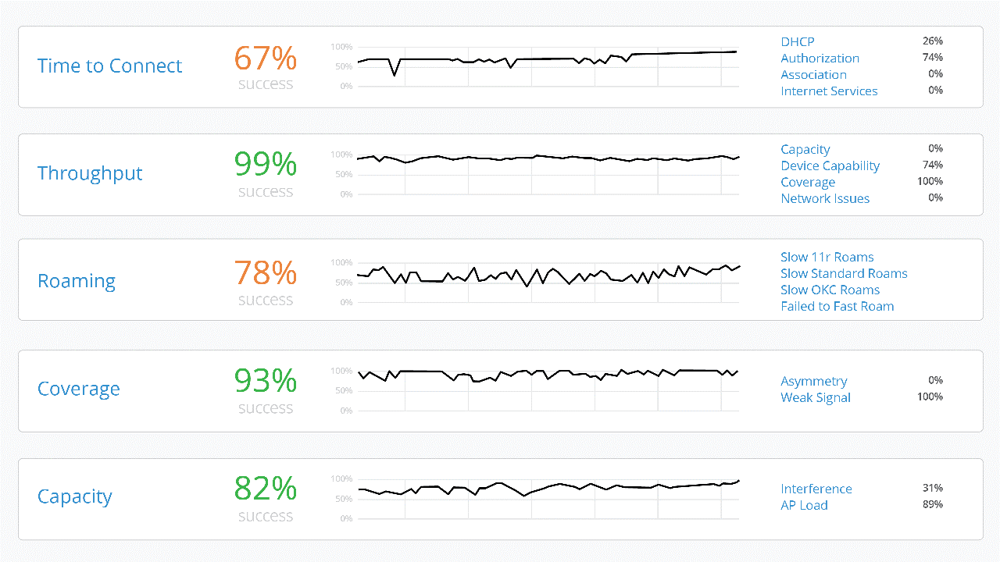 Time to Connect
67%
success
100%
50%
0%
DHCP 26%
Authorization 74%
Association 0%
Internet Services 0%
Throughput
99%
success
100%
50%
0%
Capacity 0%
Device Capability 74%
Coverage 100%
Network Issues 0%
Roaming
78%
success
100%
50%
0%
Slow 11r Roams
Slow Standard Roams
Slow OKC Roams
Failed to Fast Roam
Coverage
93%
success
100%
50%
0%
Asymmetry 0%
Weak Signal 100%
Capacity
82%
success
100%
50%
0%
Interference 31%
AP Load 89%